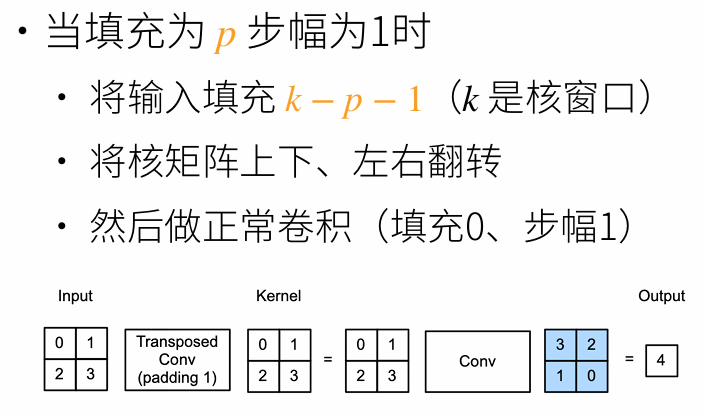 • 当填充为 p 步幅为1时
• 将输入填充 k − p − 1（k 是核窗口）
• 将核矩阵上下、左右翻转
• 然后做正常卷积（填充0、步幅1）
Input Kernel Output
0 1 Transposed Conv (padding 1) 0 1 = 0 1 Conv 3 2 = 4
2 3 2 3 2 3 1 0